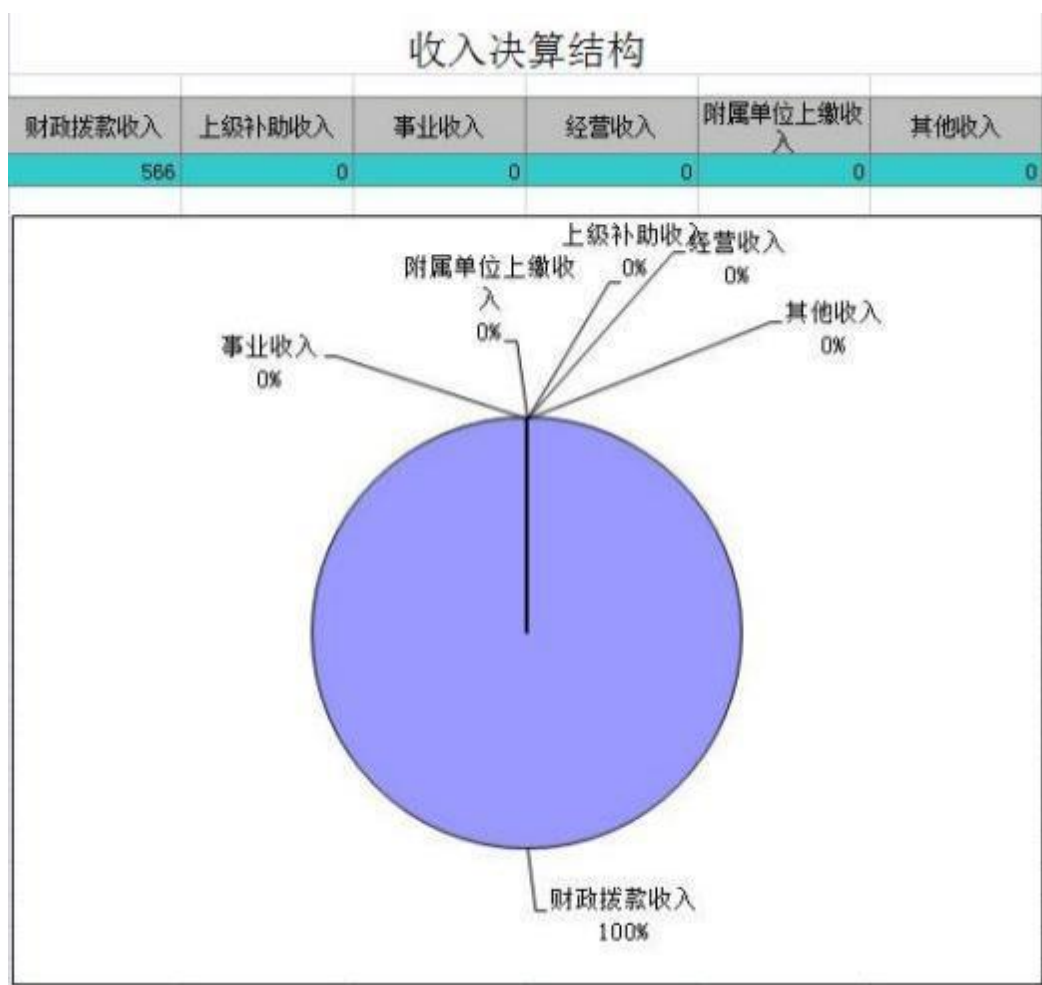 收入决算结构
财政拨款收入 上级补助收入 事业收入 经营收入 附属单位上缴收
入 其他收入
566 0 0 0 0 0
上级补助收入
0%
经营收入
0%
附属单位上缴收
入
0%
其他收入
0%
事业收入
0%
财政拨款收入
100%